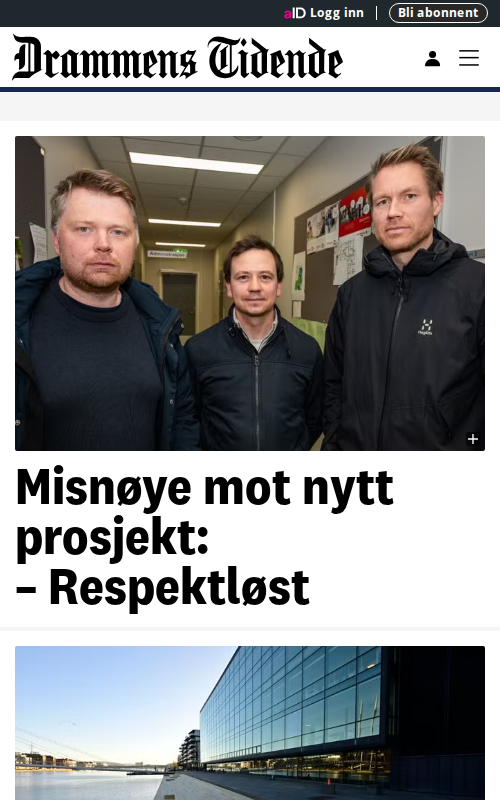 aID Logg inn
Bli abonnent
Drammens Tidende
Misnøye mot nytt
prosjekt:
– Respektløst